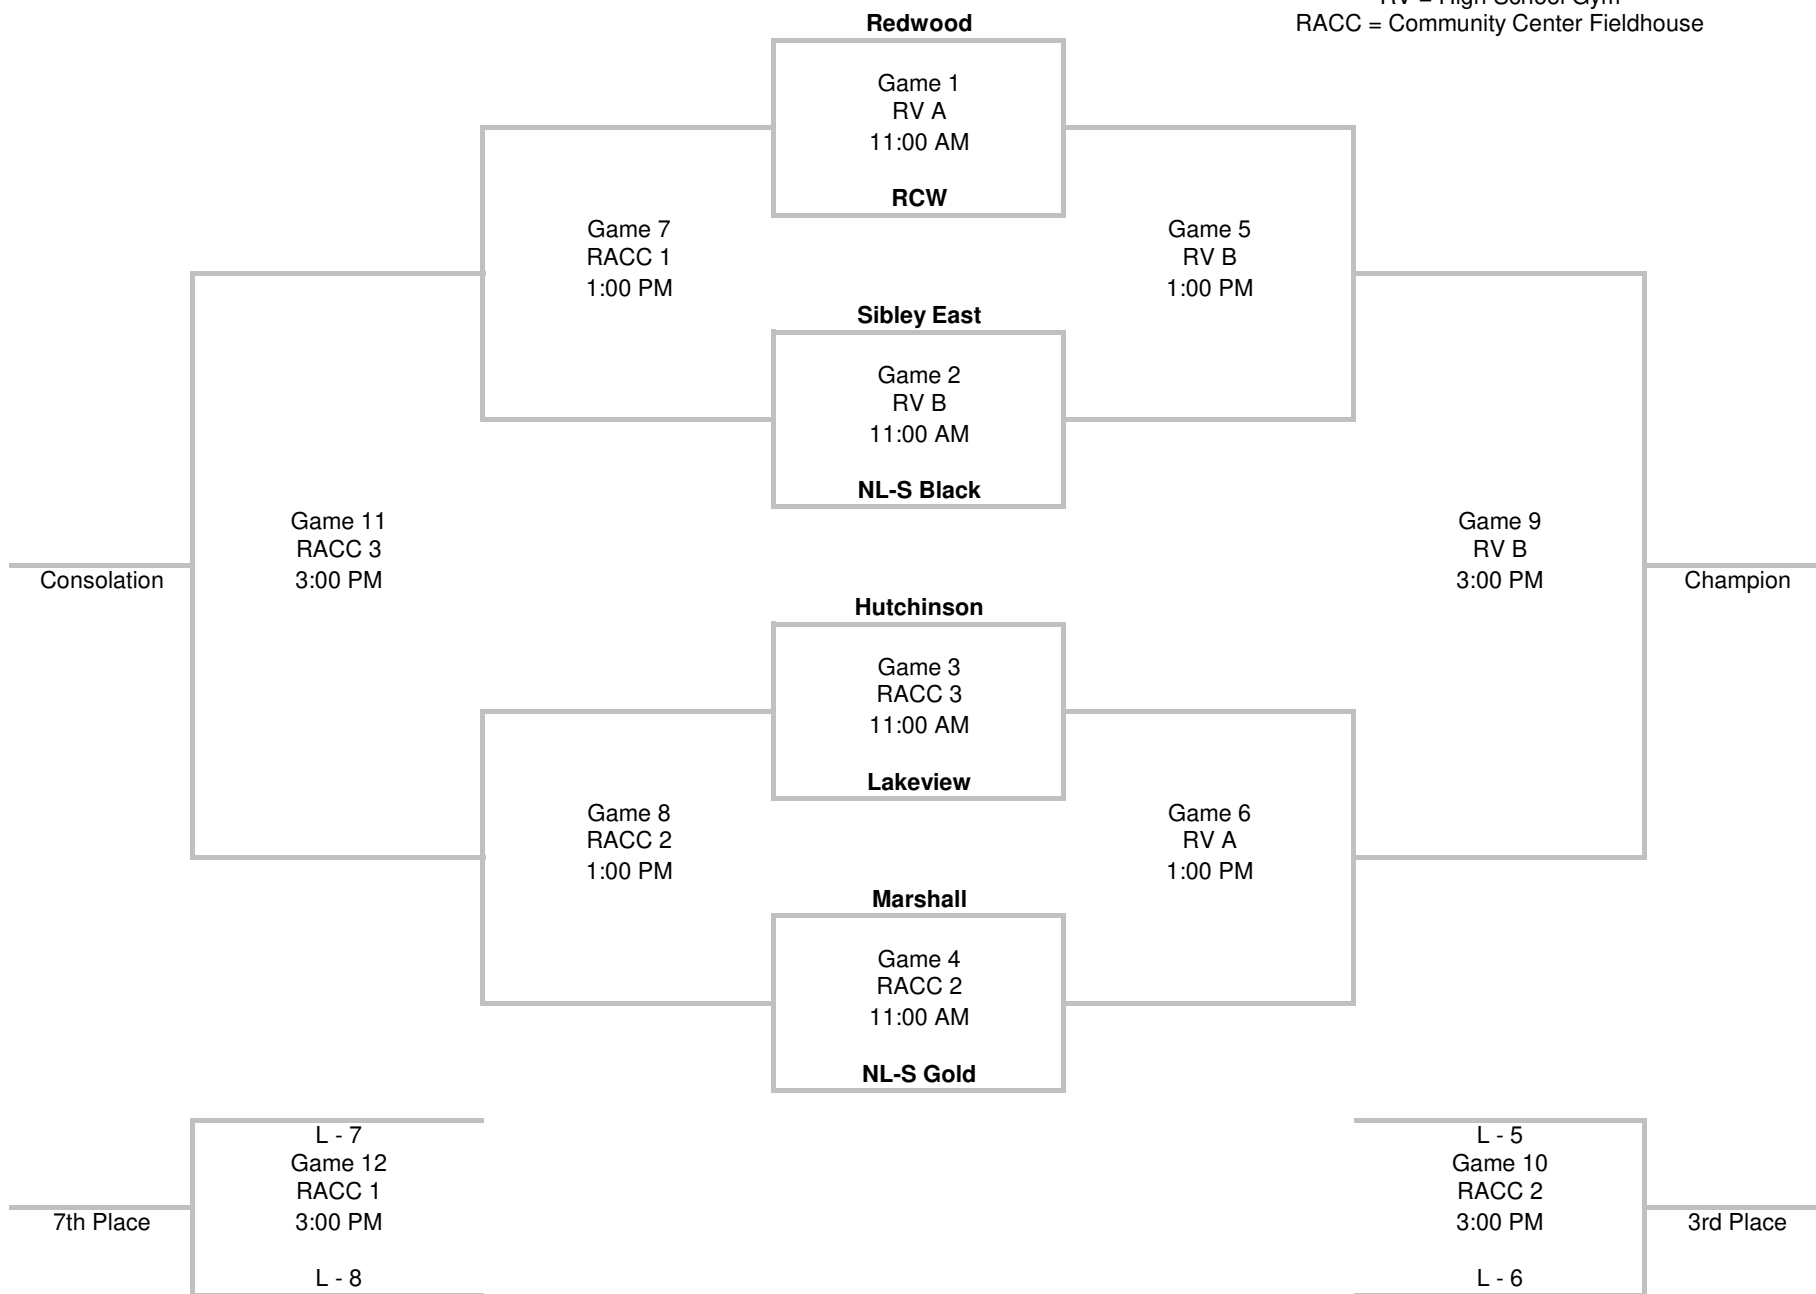 RV = High School Gym
RACC = Community Center Fieldhouse
Redwood
Game 1
RV A
11:00 AM
RCW
Game 7
RACC 1
1:00 PM
Game 5
RV B
1:00 PM
Sibley East
Game 2
RV B
11:00 AM
NL-S Black
Game 11
RACC 3
3:00 PM
Consolation
Game 9
RV B
3:00 PM
Champion
Hutchinson
Game 3
RACC 3
11:00 AM
Lakeview
Game 8
RACC 2
1:00 PM
Game 6
RV A
1:00 PM
Marshall
Game 4
RACC 2
11:00 AM
NL-S Gold
L - 7
Game 12
RACC 1
3:00 PM
7th Place
L - 8
L - 5
Game 10
RACC 2
3:00 PM
3rd Place
L - 6